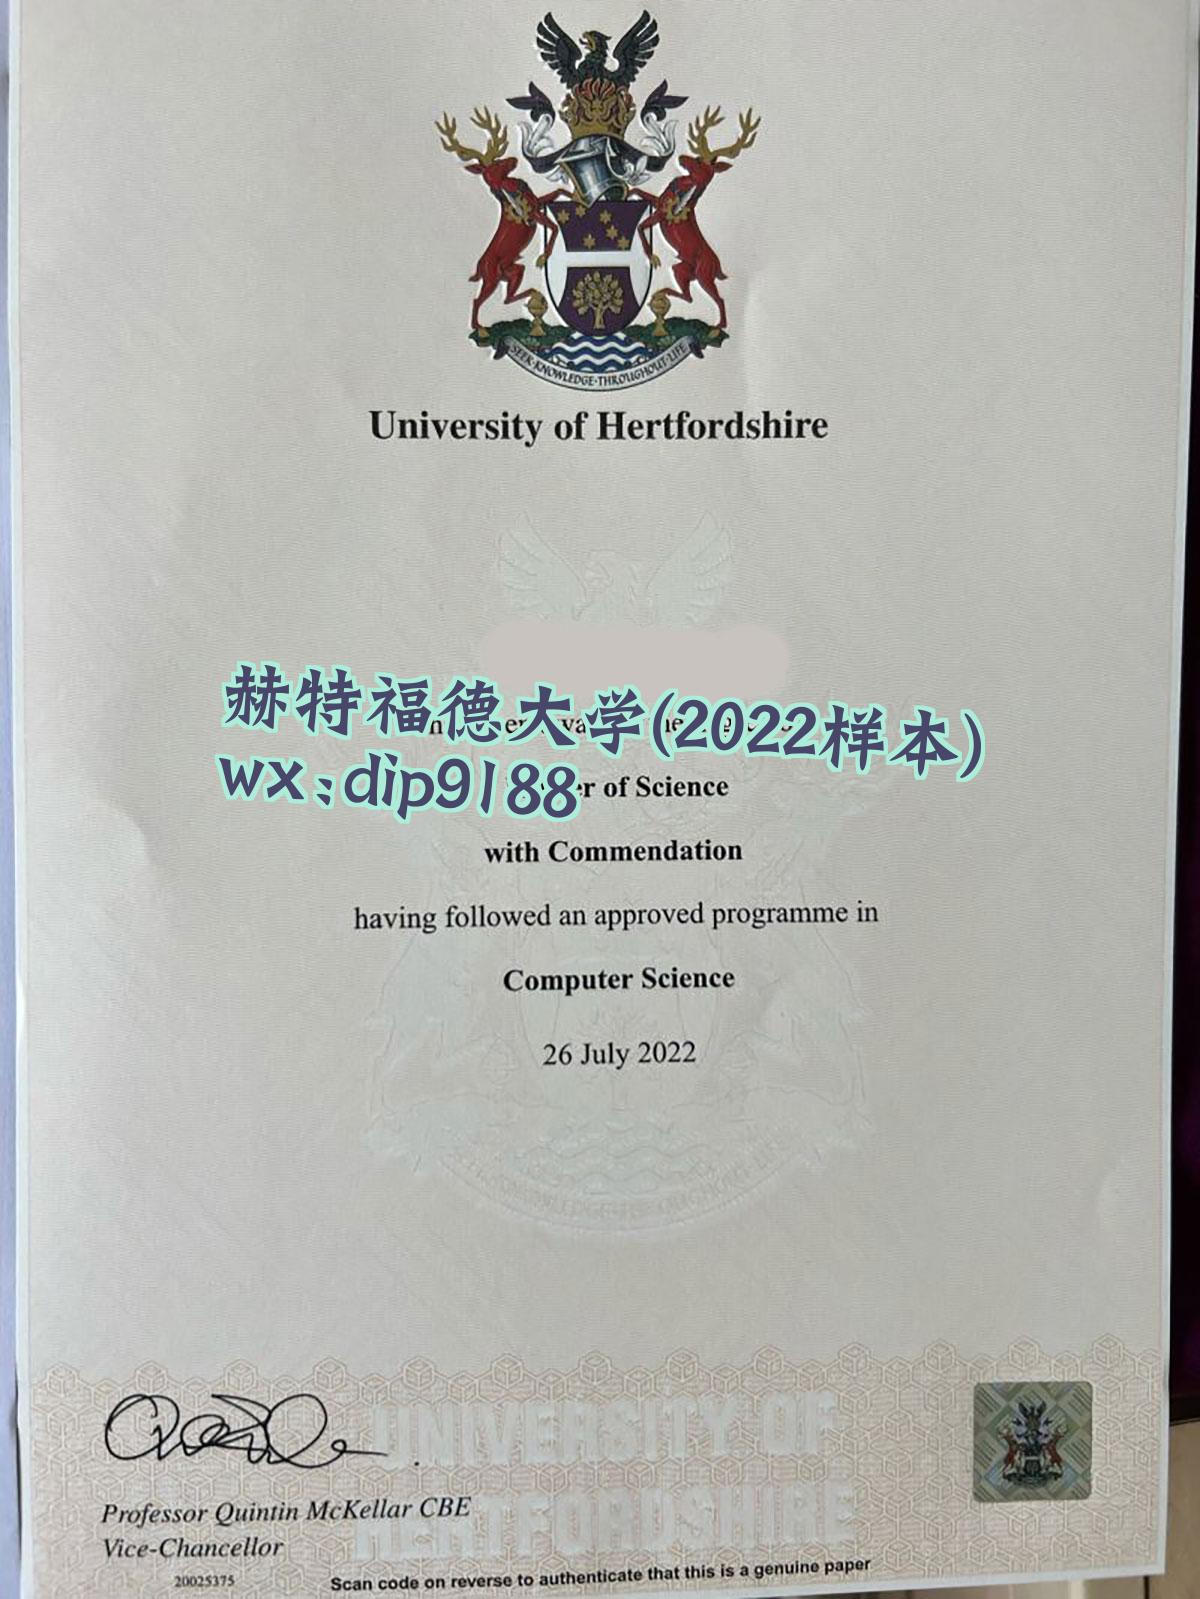 SEEK·KNOWLEDGE·THROUGHOUT·LIFE
University of Hertfordshire
赫特福德大学(2022样本)
wx:dip9188
of Science
with Commendation
having followed an approved programme in
Computer Science
26 July 2022
UNIVERSITY OF
HERTFORDSHIRE
Professor Quintin McKellar CBE
Vice-Chancellor
20025375
Scan code on reverse to authenticate that this is a genuine paper